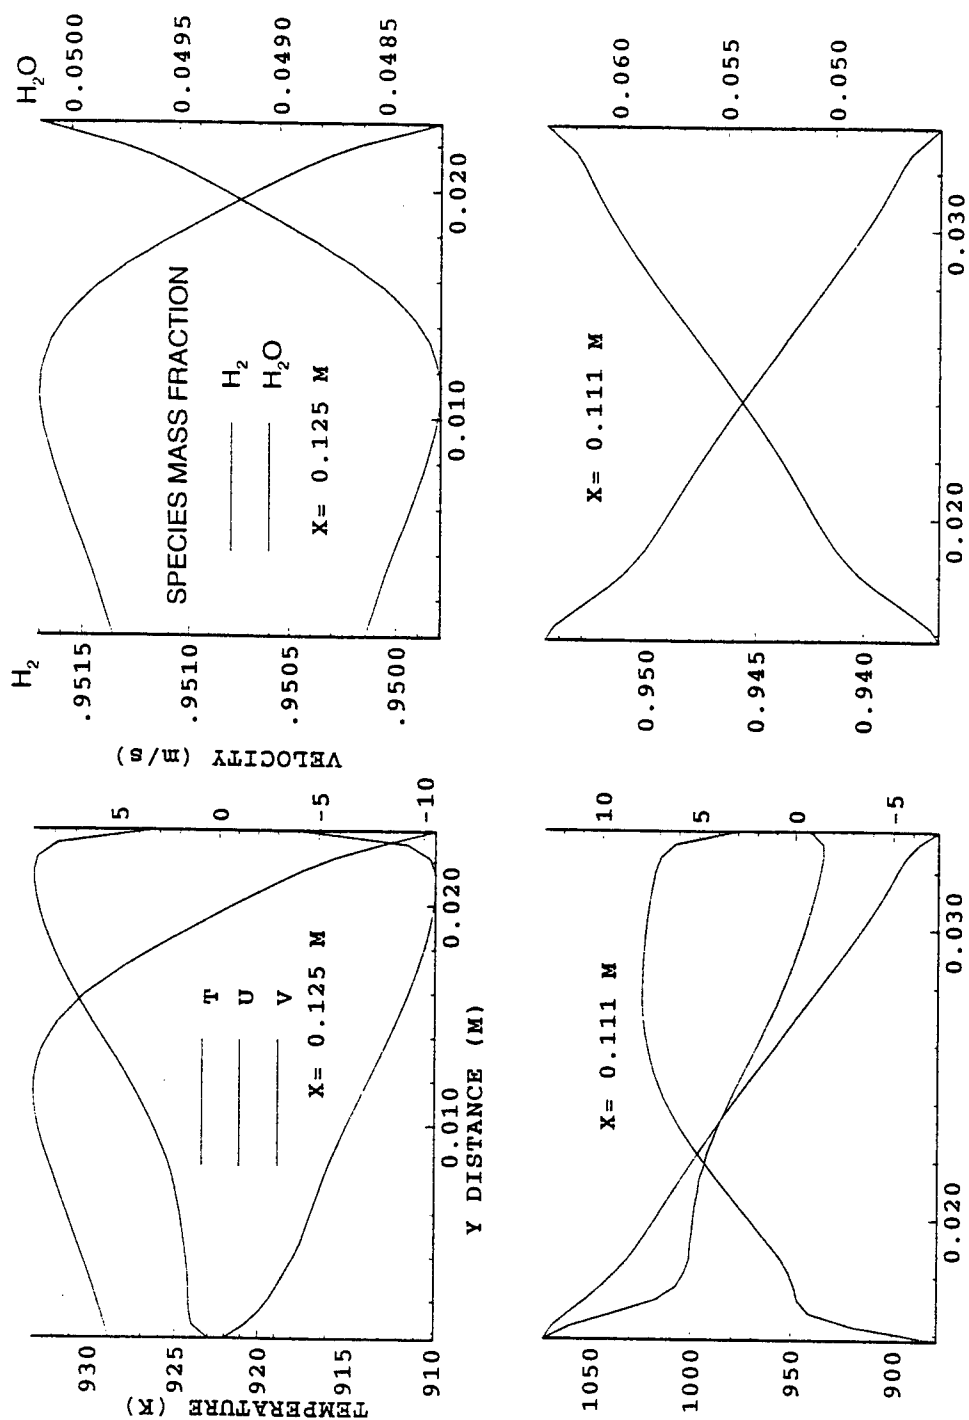 H2
H2O
.9515
.9510
.9505
.9500
0.0500
0.0495
0.0490
0.0485
SPECIES MASS FRACTION
H2
H2O
X= 0.125 M
0.010
0.020
0.950
0.945
0.940
0.060
0.055
0.050
X= 0.111 M
0.020
0.030
TEMPERATURE (K)
930
925
920
915
910
VELOCITY (m/s)
5
0
-5
-10
T
U
V
X= 0.125 M
0.010
0.020
Y DISTANCE (M)
1050
1000
950
900
10
5
0
-5
X= 0.111 M
0.020
0.030